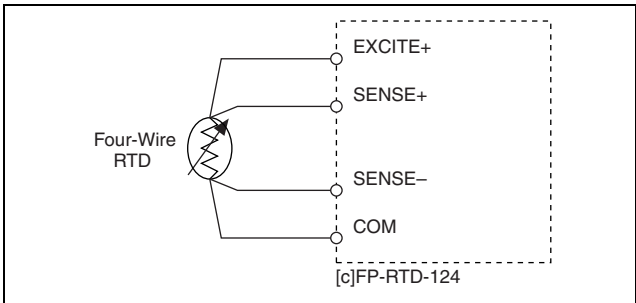 EXCITE+
SENSE+
Four-Wire
RTD
SENSE–
COM
[c]FP-RTD-124